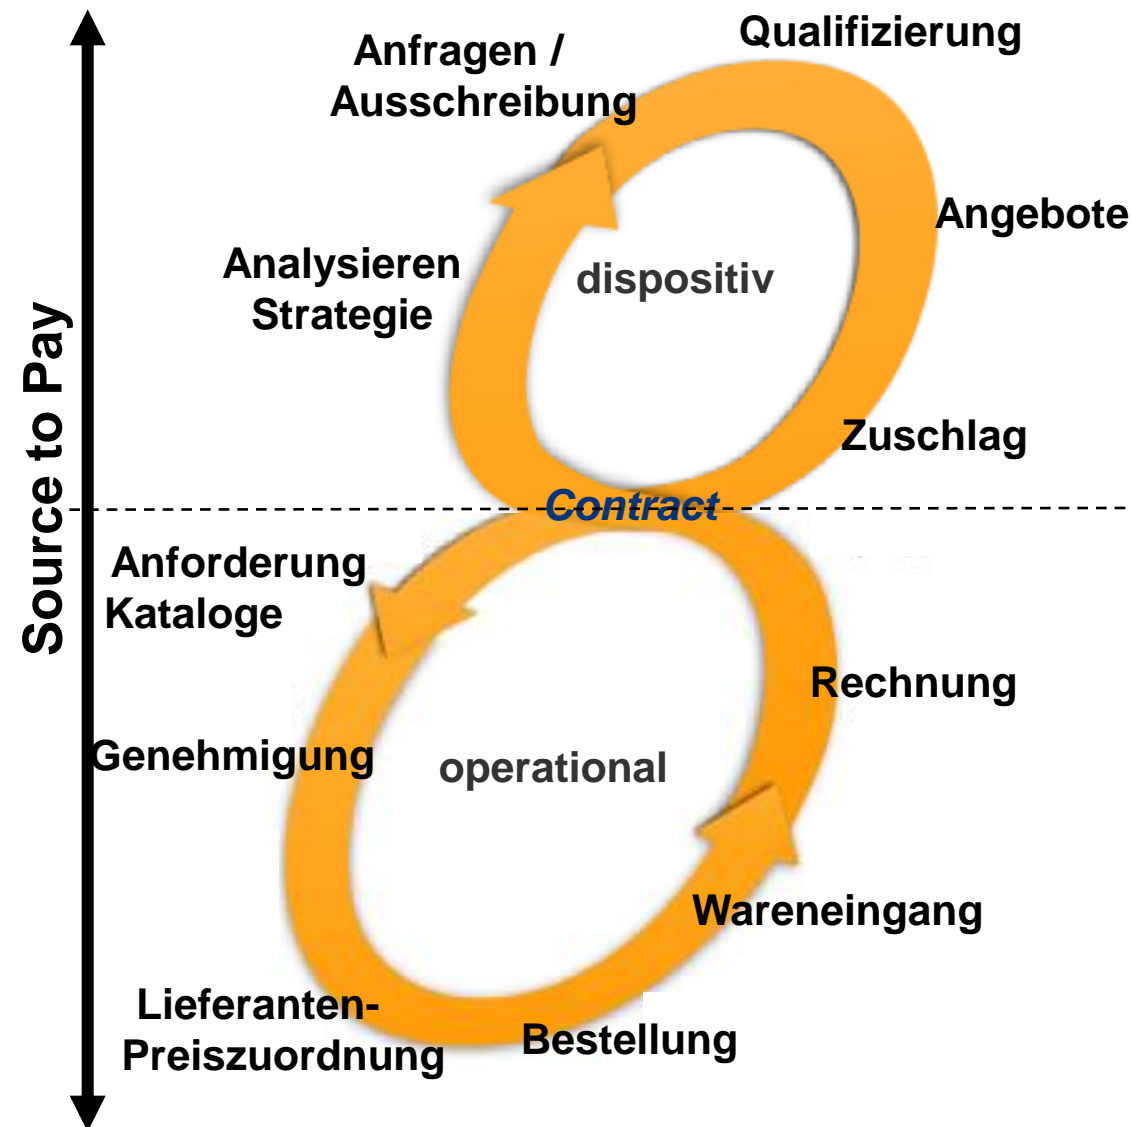 Qualifizierung
Anfragen /
Ausschreibung
Angebote
Analysieren
Strategie
dispositiv
Zuschlag
Source to Pay
Contract
Anforderung
Kataloge
Rechnung
Genehmigung
operational
Wareneingang
Lieferanten-
Preiszuordnung
Bestellung